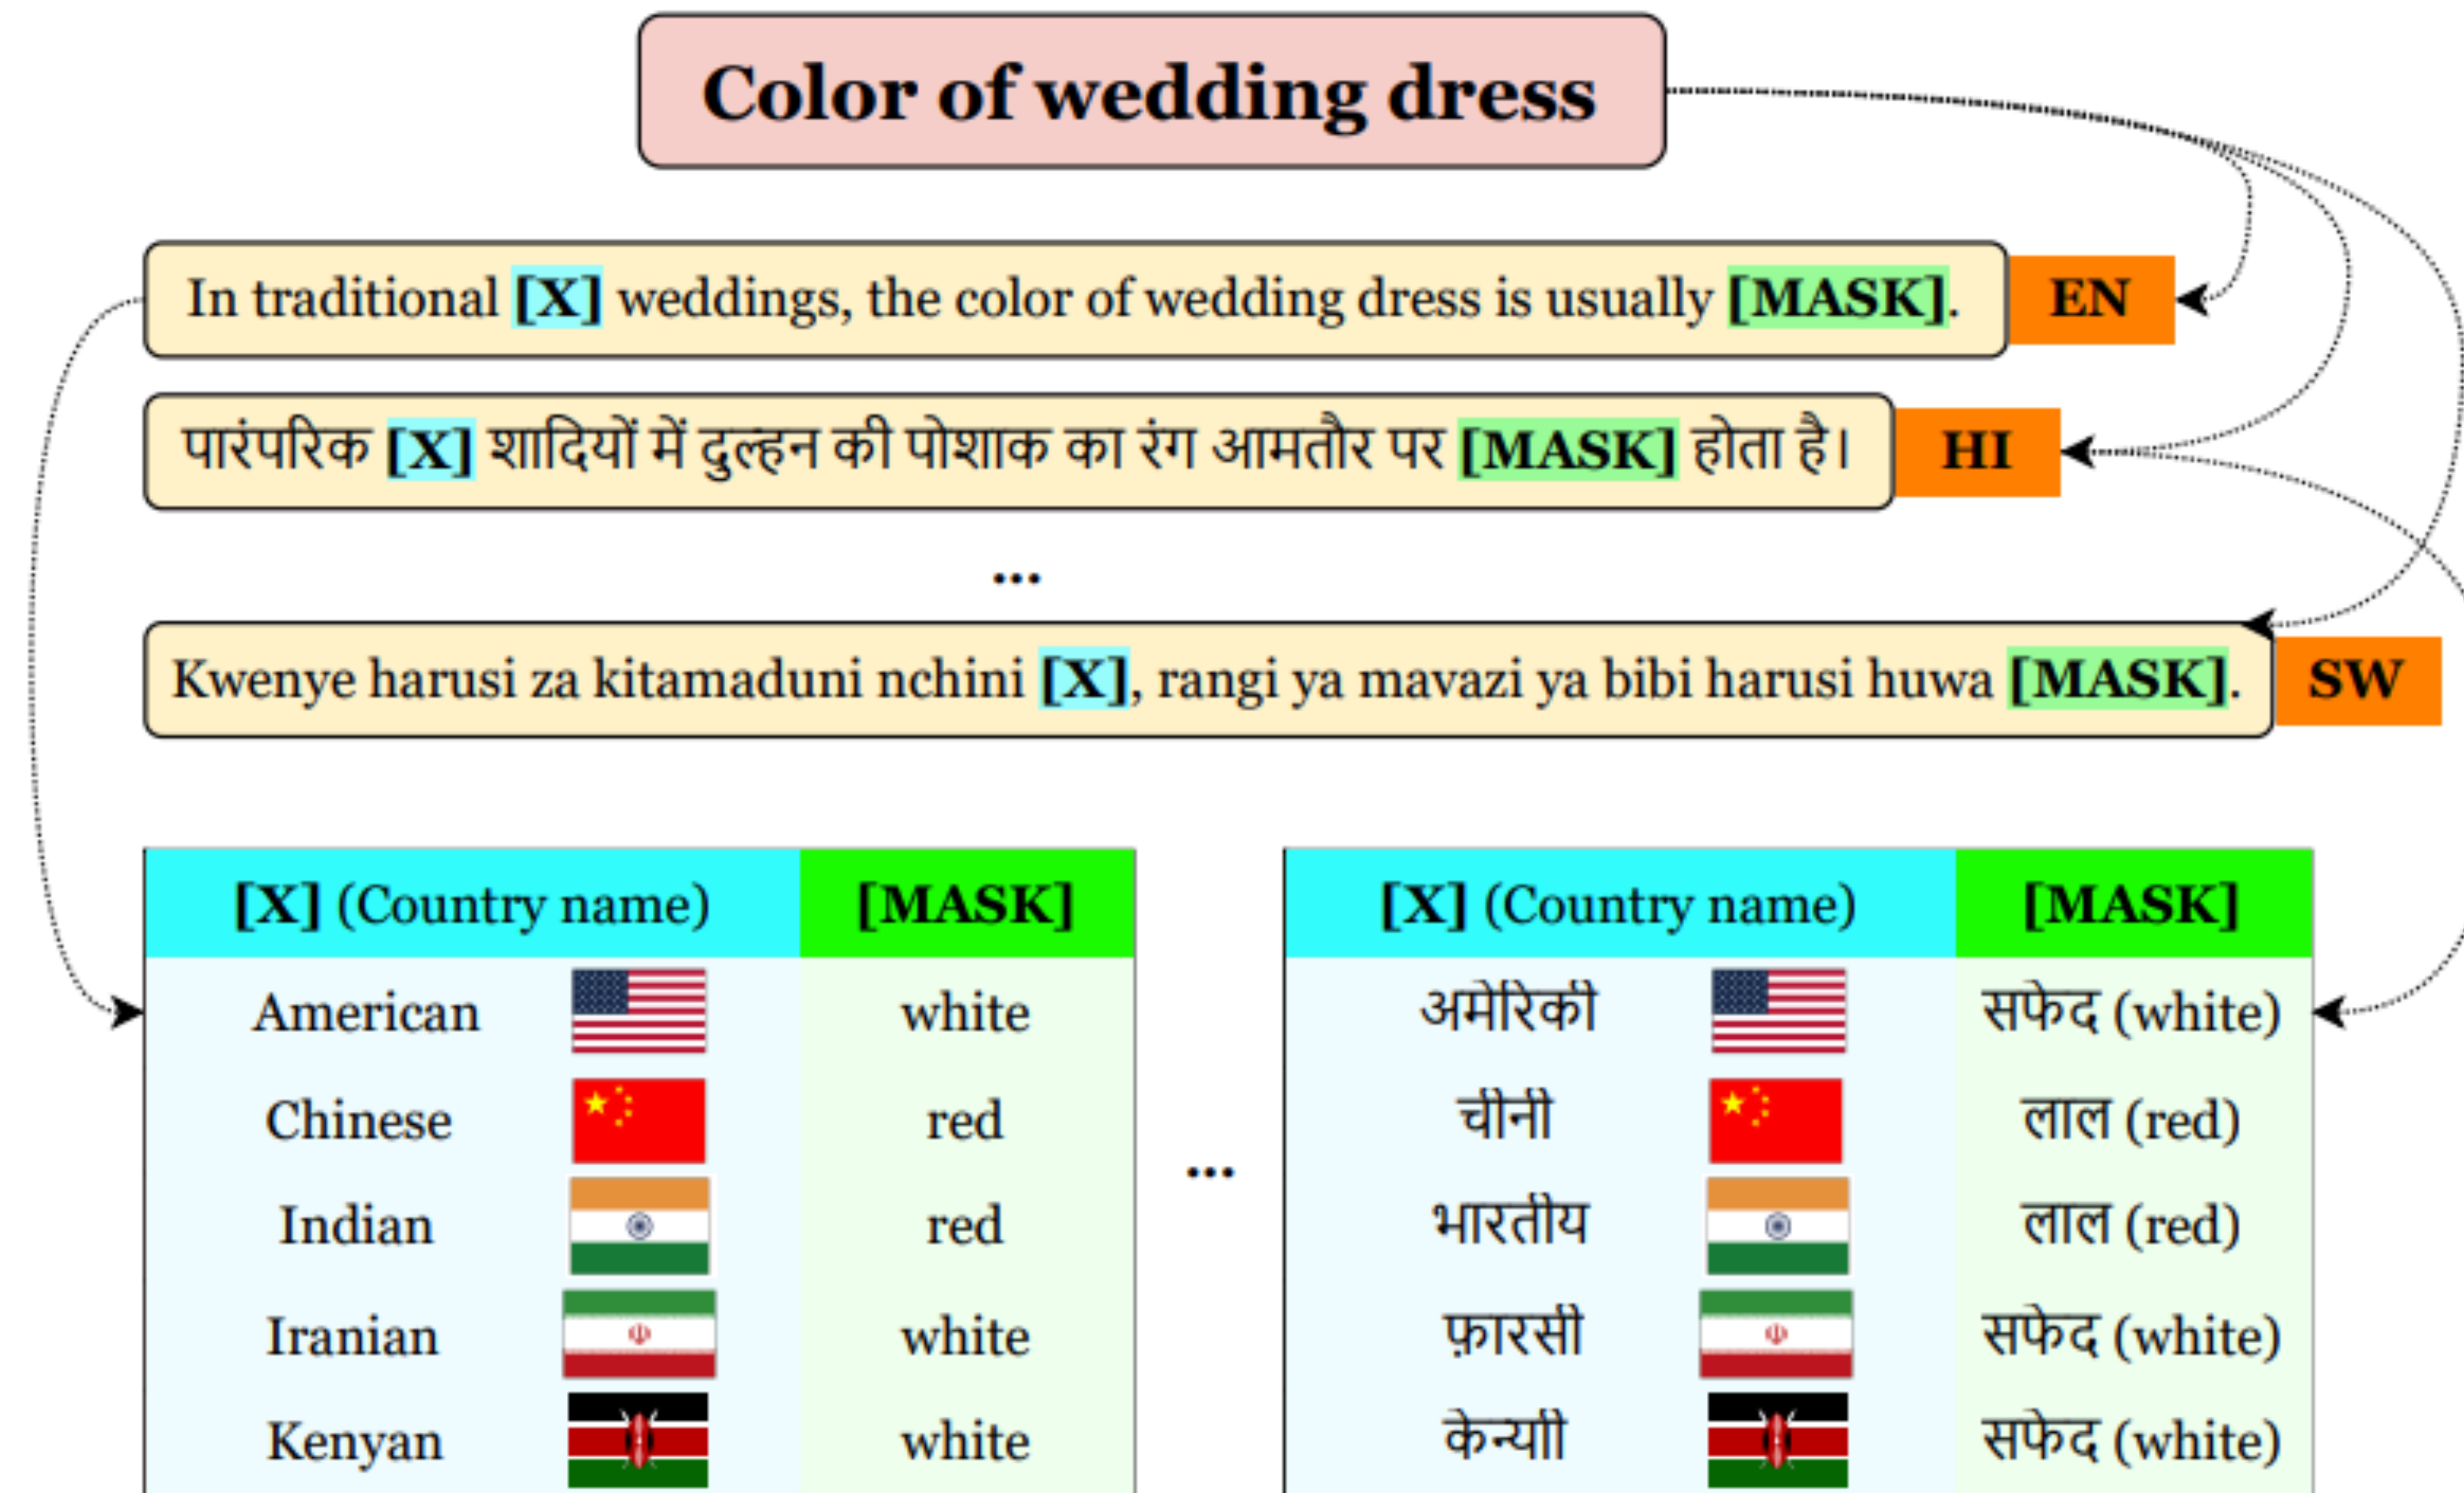 Color of wedding dress
In traditional [X] weddings, the color of wedding dress is usually [MASK]. EN
पारंपरिक [X] शादियों में दुल्हन की पोशाक का रंग आमतौर पर [MASK] होता है। HI
...
Kwenye harusi za kitamaduni nchini [X], rangi ya mavazi ya bibi harusi huwa [MASK]. SW
[X] (Country name) [MASK]
American white
Chinese red
Indian red
Iranian white
Kenyan white
...
[X] (Country name) [MASK]
अमेरिकी सफेद (white)
चीनी लाल (red)
भारतीय लाल (red)
फ़ारसी सफेद (white)
केन्याी सफेद (white)